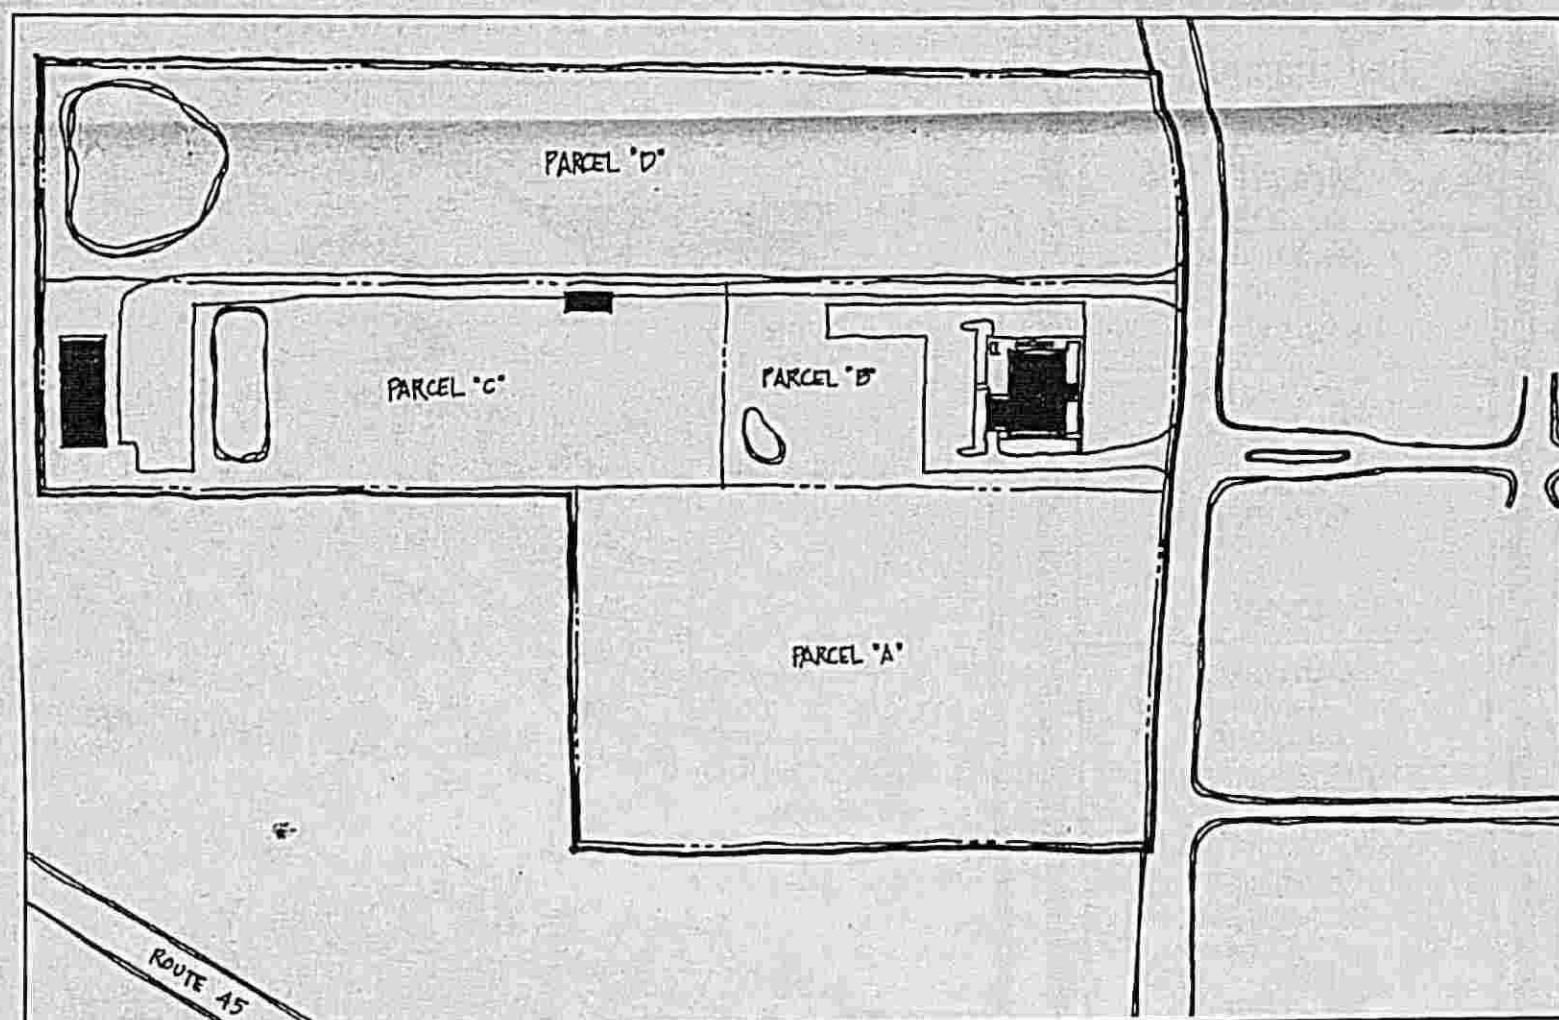 PARCEL "D"
PARCEL "C"
PARCEL "B"
PARCEL "A"
ROUTE 45